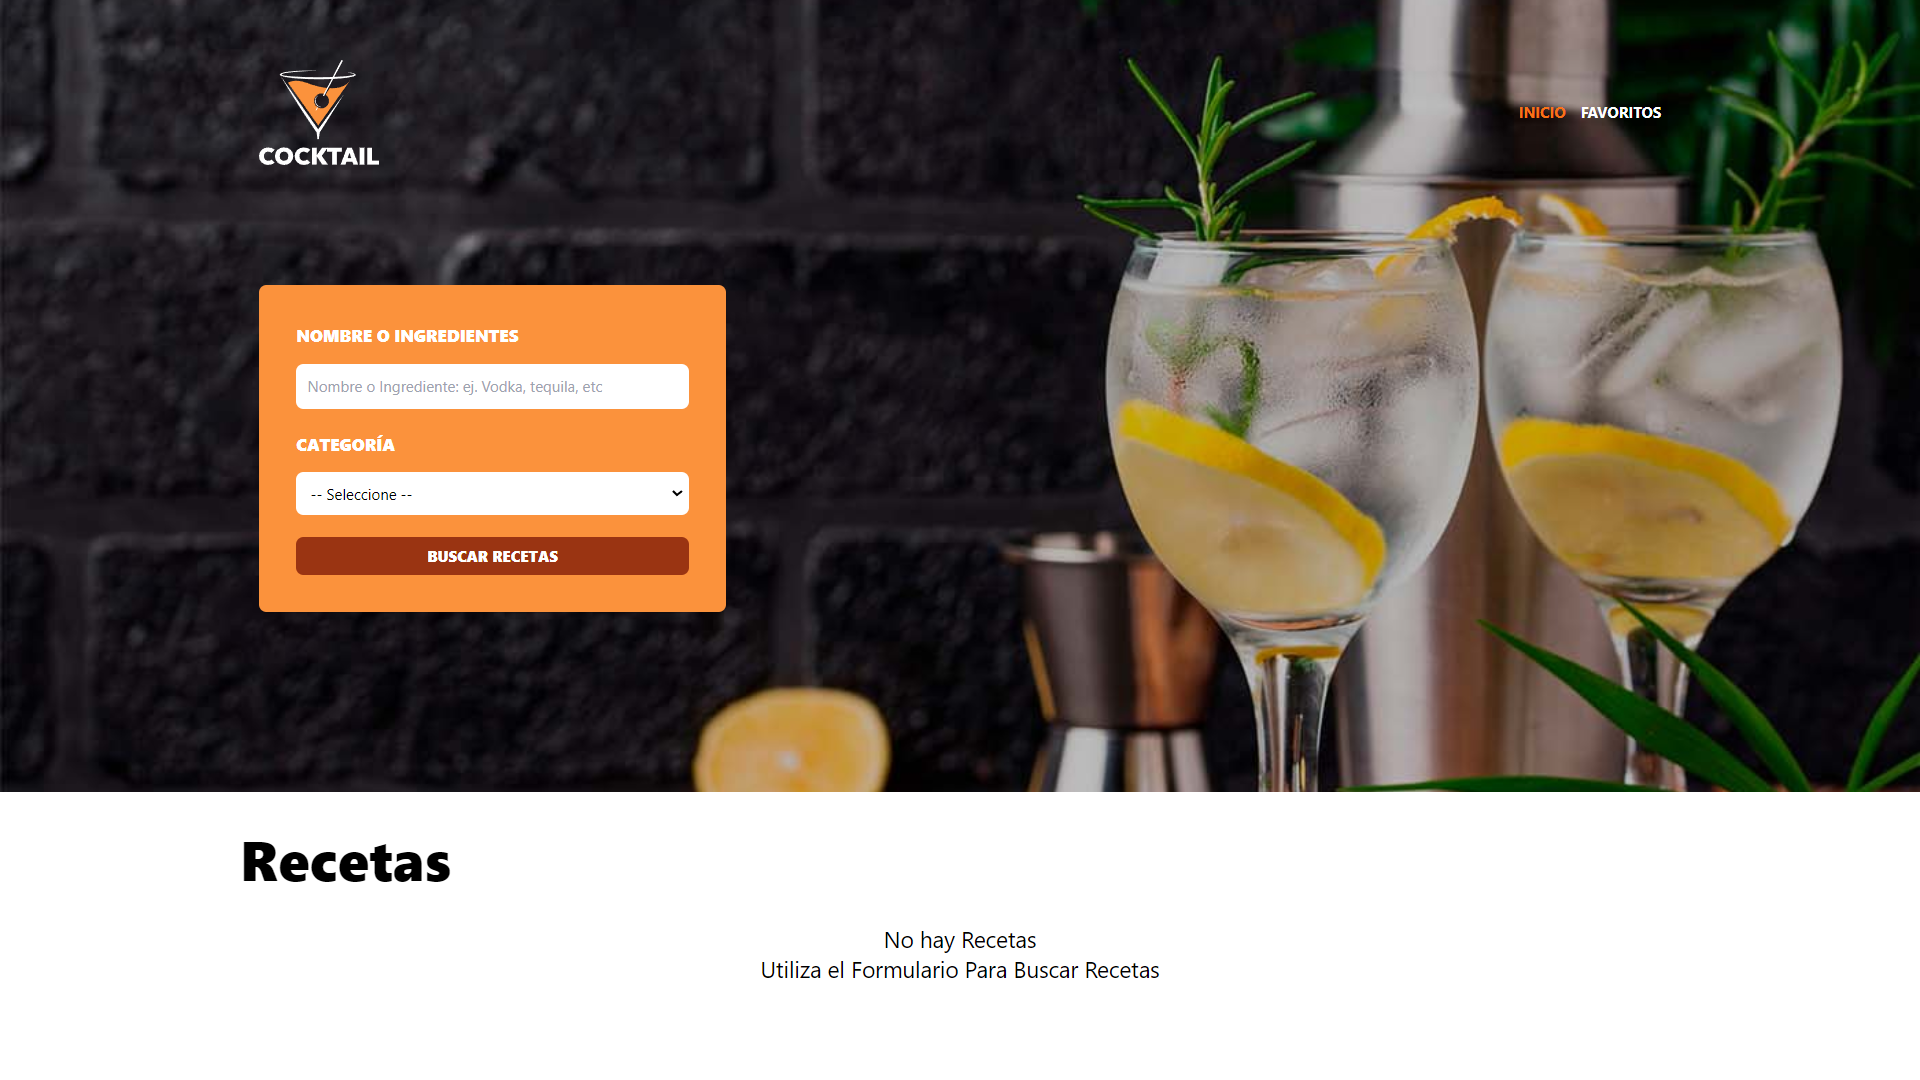 COCKTAIL
INICIO FAVORITOS
NOMBRE O INGREDIENTES
Nombre o Ingrediente: ej. Vodka, tequila, etc
CATEGORÍA
-- Seleccione --
BUSCAR RECETAS
Recetas
No hay Recetas
Utiliza el Formulario Para Buscar Recetas